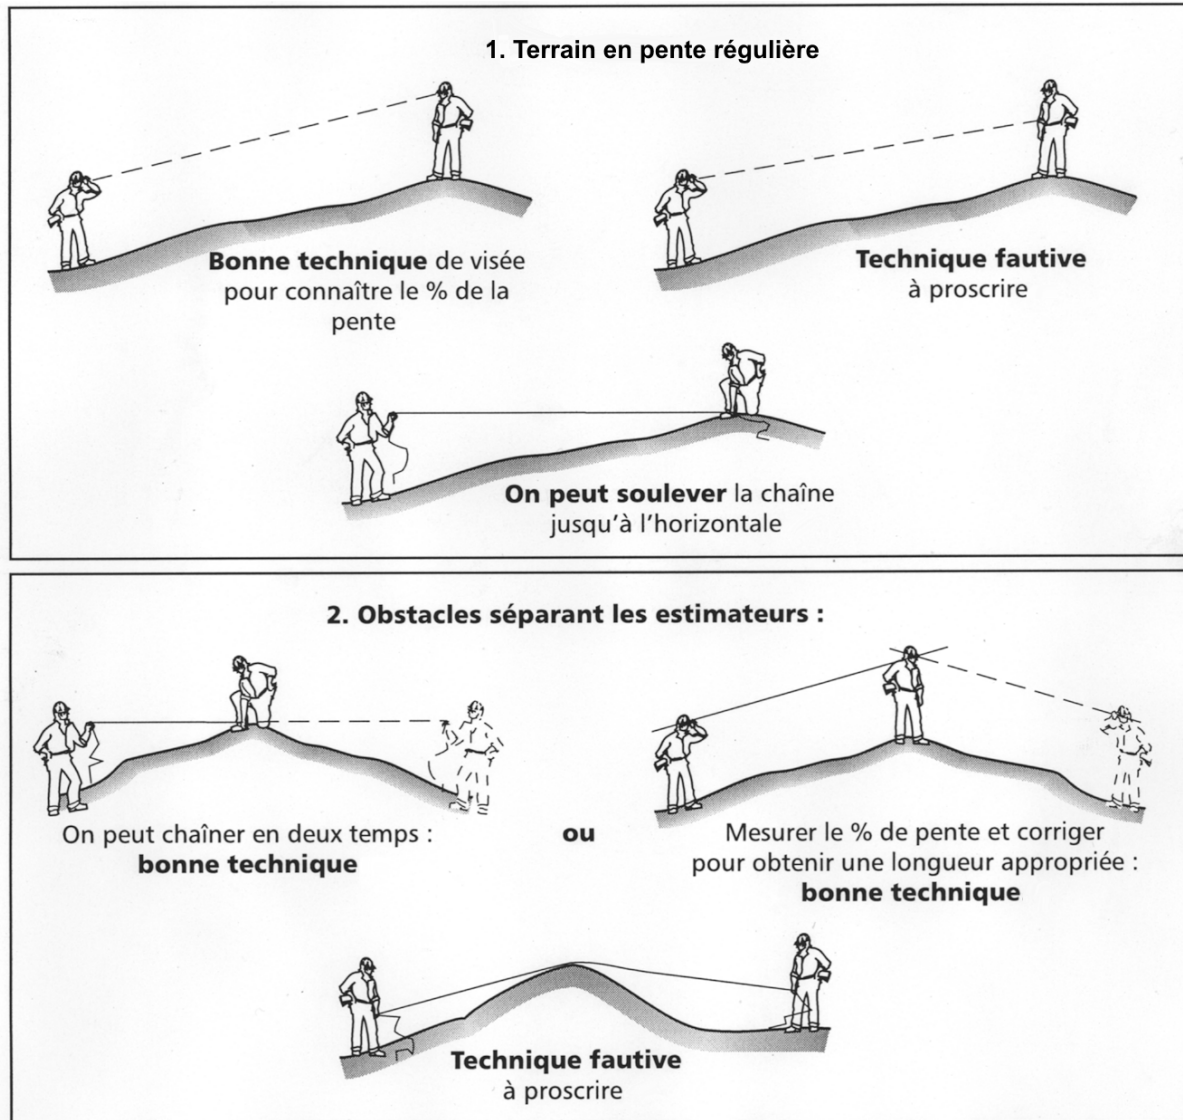 1. Terrain en pente régulière
Bonne technique de visée
pour connaître le % de la
pente
Technique fautive
à proscrire
On peut soulever la chaîne
jusqu'à l'horizontale
2. Obstacles séparant les estimateurs :
On peut chaîner en deux temps :
bonne technique
ou
Mesurer le % de pente et corriger
pour obtenir une longueur appropriée :
bonne technique
Technique fautive
à proscrire